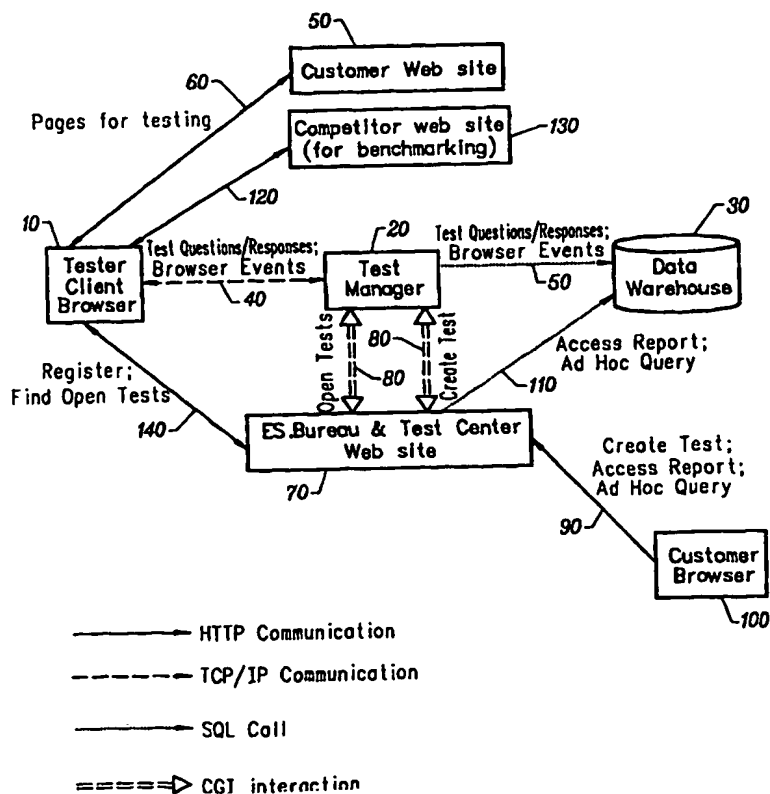 50
Customer Web site
60
Pages for testing
Competitor web site
(for benchmarking)
130
120
10
Tester
Client
Browser
Test Questions/Responses;
Browser Events
40
20
Test
Manager
Test Questions/Responses;
Browser Events
50
30
Data
Warehouse
Open Tests
80
80
Create Test
Access Report;
Ad Hoc Query
110
Register;
Find Open Tests
140
ES.Bureau & Test Center
Web site
70
Create Test;
Access Report;
Ad Hoc Query
90
Customer
Browser
100
HTTP Communication
TCP/IP Communication
SQL Call
CGI interaction